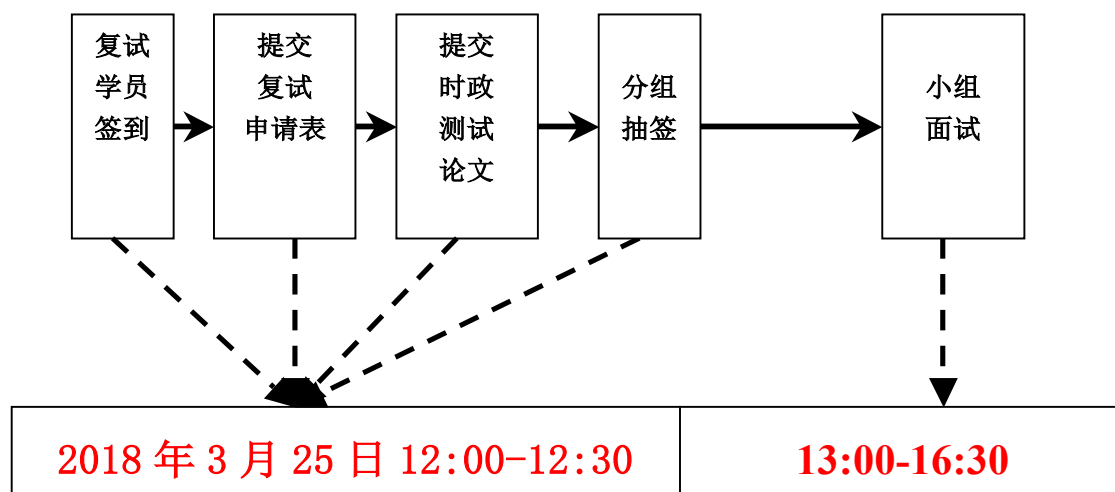 复试
学员
签到
提交
复试
申请表
提交
时政
测试
论文
分组
抽签
小组
面试
2018 年 3 月 25 日 12:00-12:30
13:00-16:30